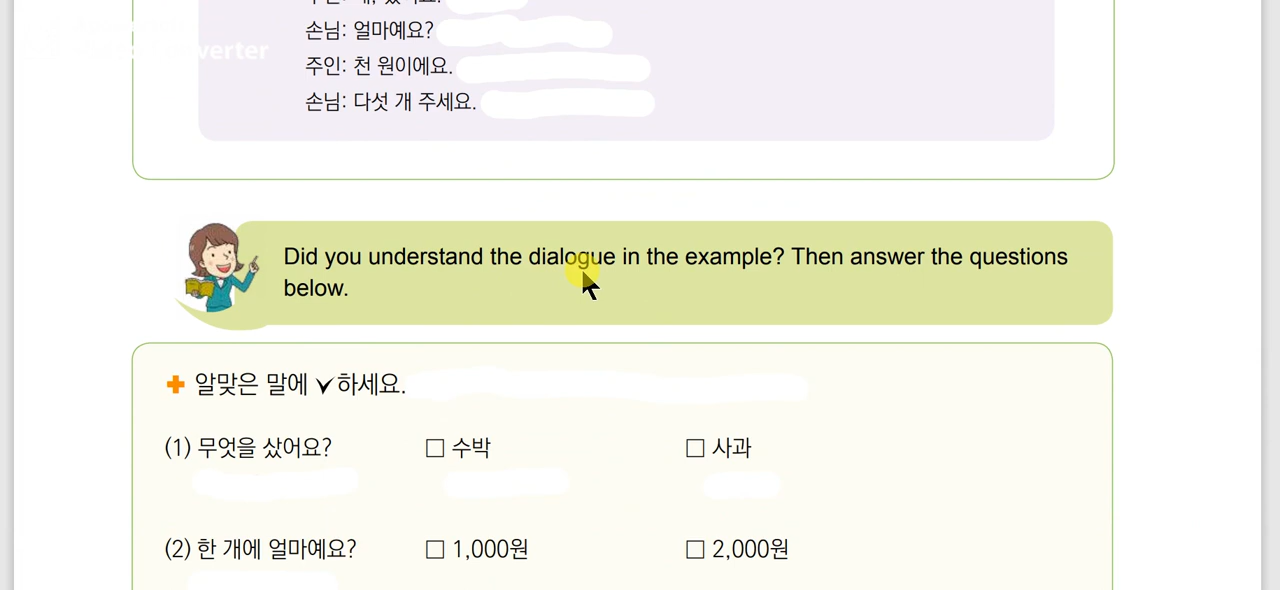 손님: 얼마예요?
verter
주인: 천 원이에요.
손님: 다섯 개 주세요.
Did you understand the dialogue in the example? Then answer the questions
below.
알맞은 말에 ✓하세요.
(1) 무엇을 샀어요? □ 수박 □ 사과
(2) 한 개에 얼마예요? □ 1,000원 □ 2,000원